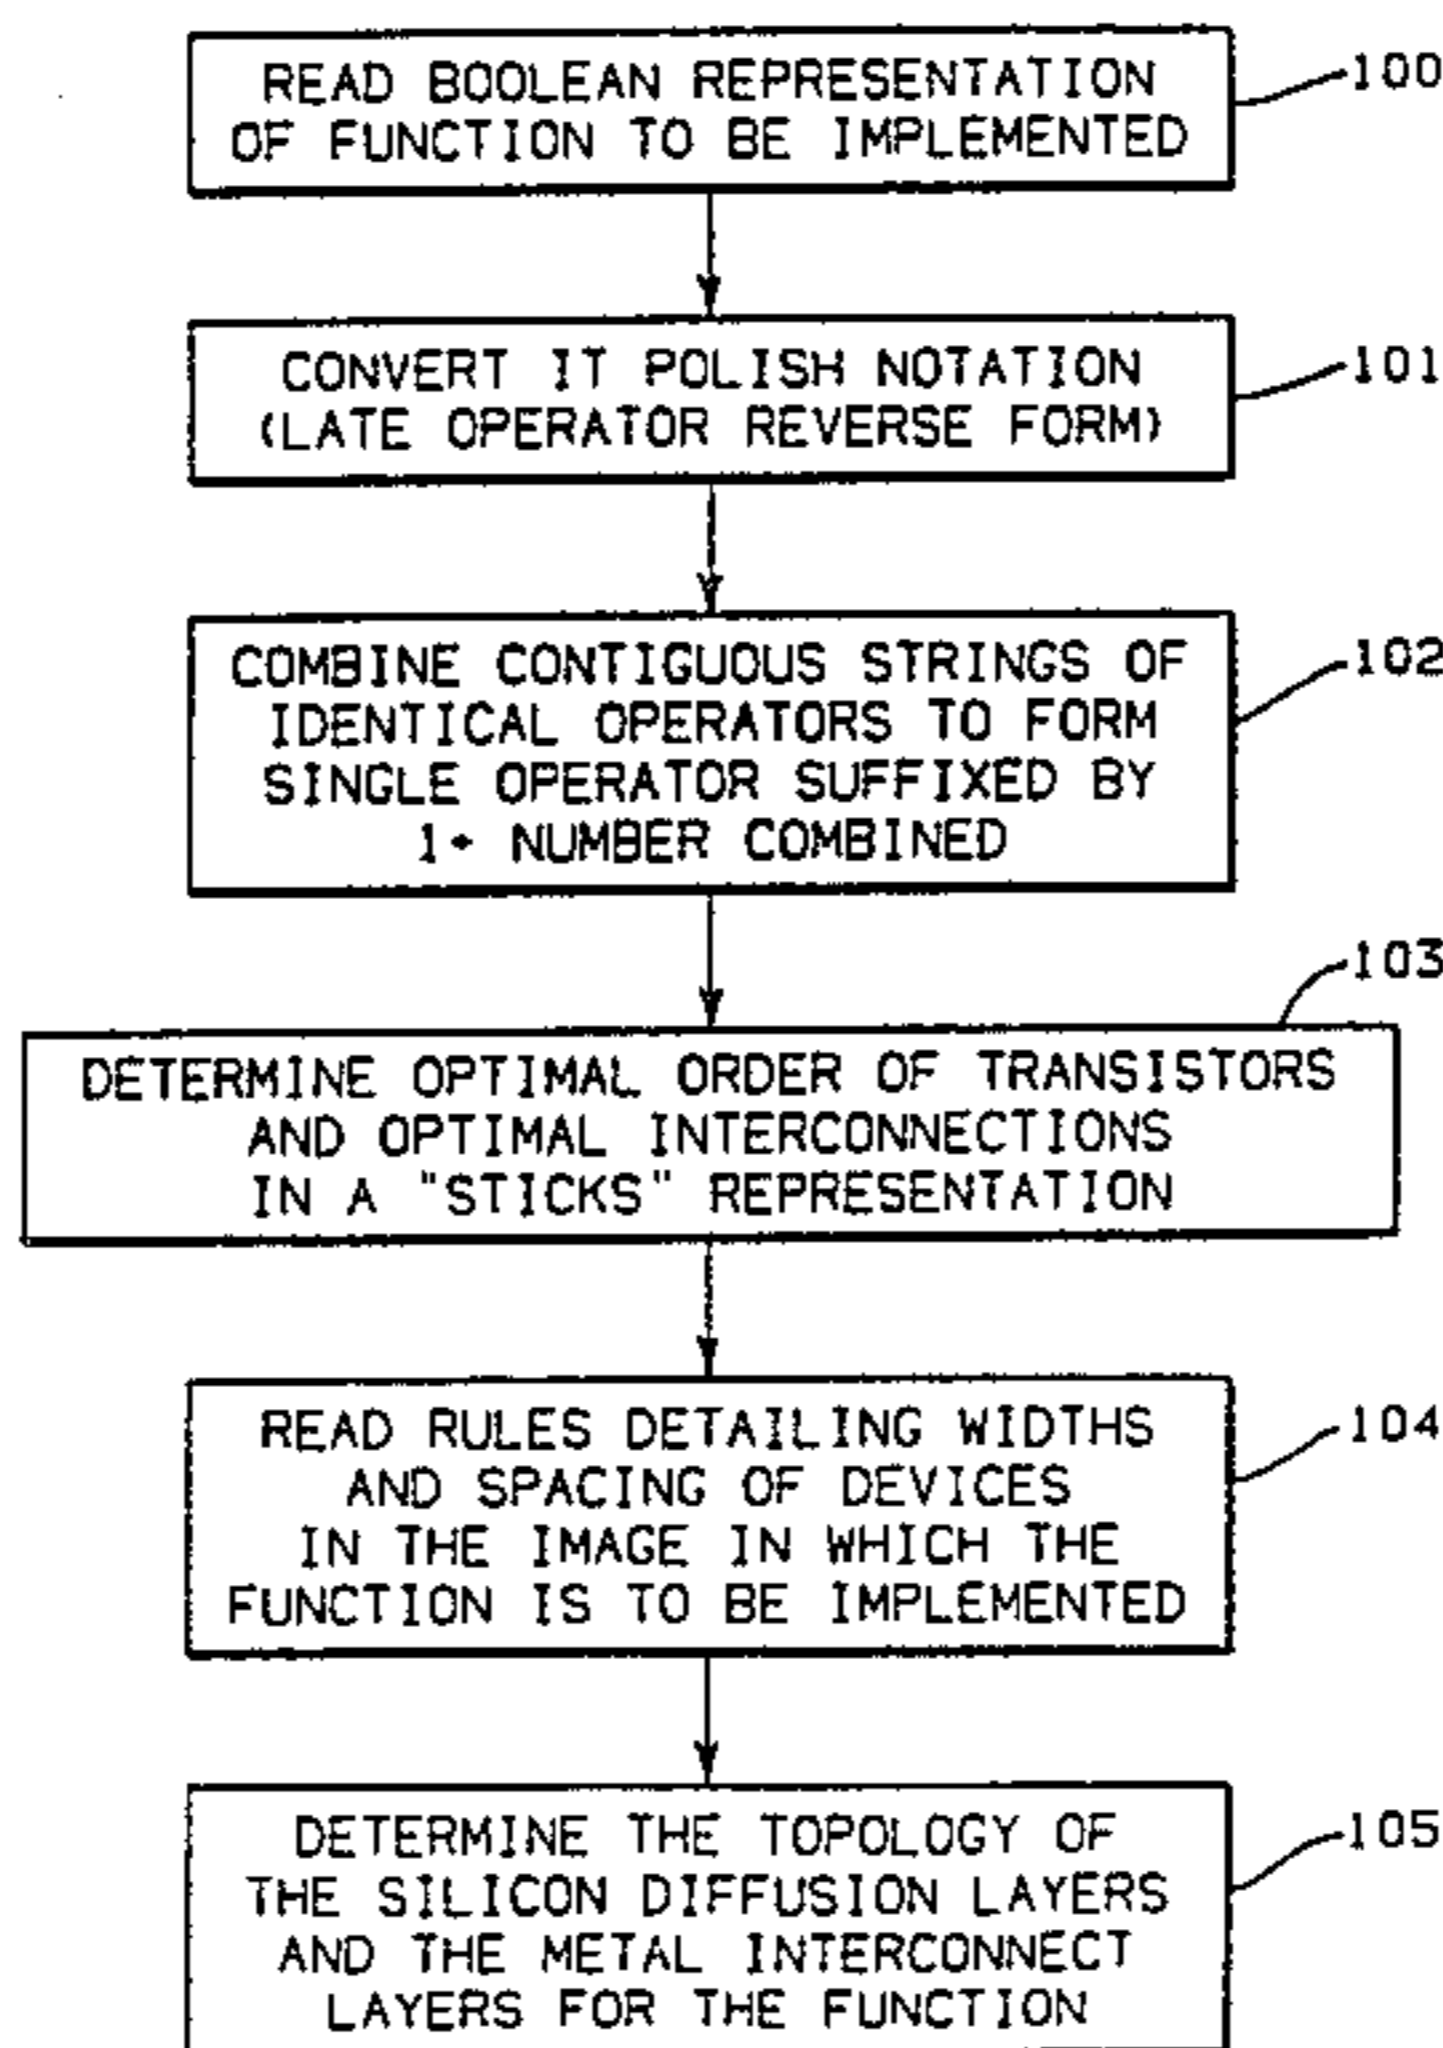 READ BOOLEAN REPRESENTATION
OF FUNCTION TO BE IMPLEMENTED
100
CONVERT IT POLISH NOTATION
(LATE OPERATOR REVERSE FORM)
101
COMBINE CONTIGUOUS STRINGS OF
IDENTICAL OPERATORS TO FORM
SINGLE OPERATOR SUFFIXED BY
1+ NUMBER COMBINED
102
103
DETERMINE OPTIMAL ORDER OF TRANSISTORS
AND OPTIMAL INTERCONNECTIONS
IN A "STICKS" REPRESENTATION
READ RULES DETAILING WIDTHS
AND SPACING OF DEVICES
IN THE IMAGE IN WHICH THE
FUNCTION IS TO BE IMPLEMENTED
104
DETERMINE THE TOPOLOGY OF
THE SILICON DIFFUSION LAYERS
AND THE METAL INTERCONNECT
LAYERS FOR THE FUNCTION
105